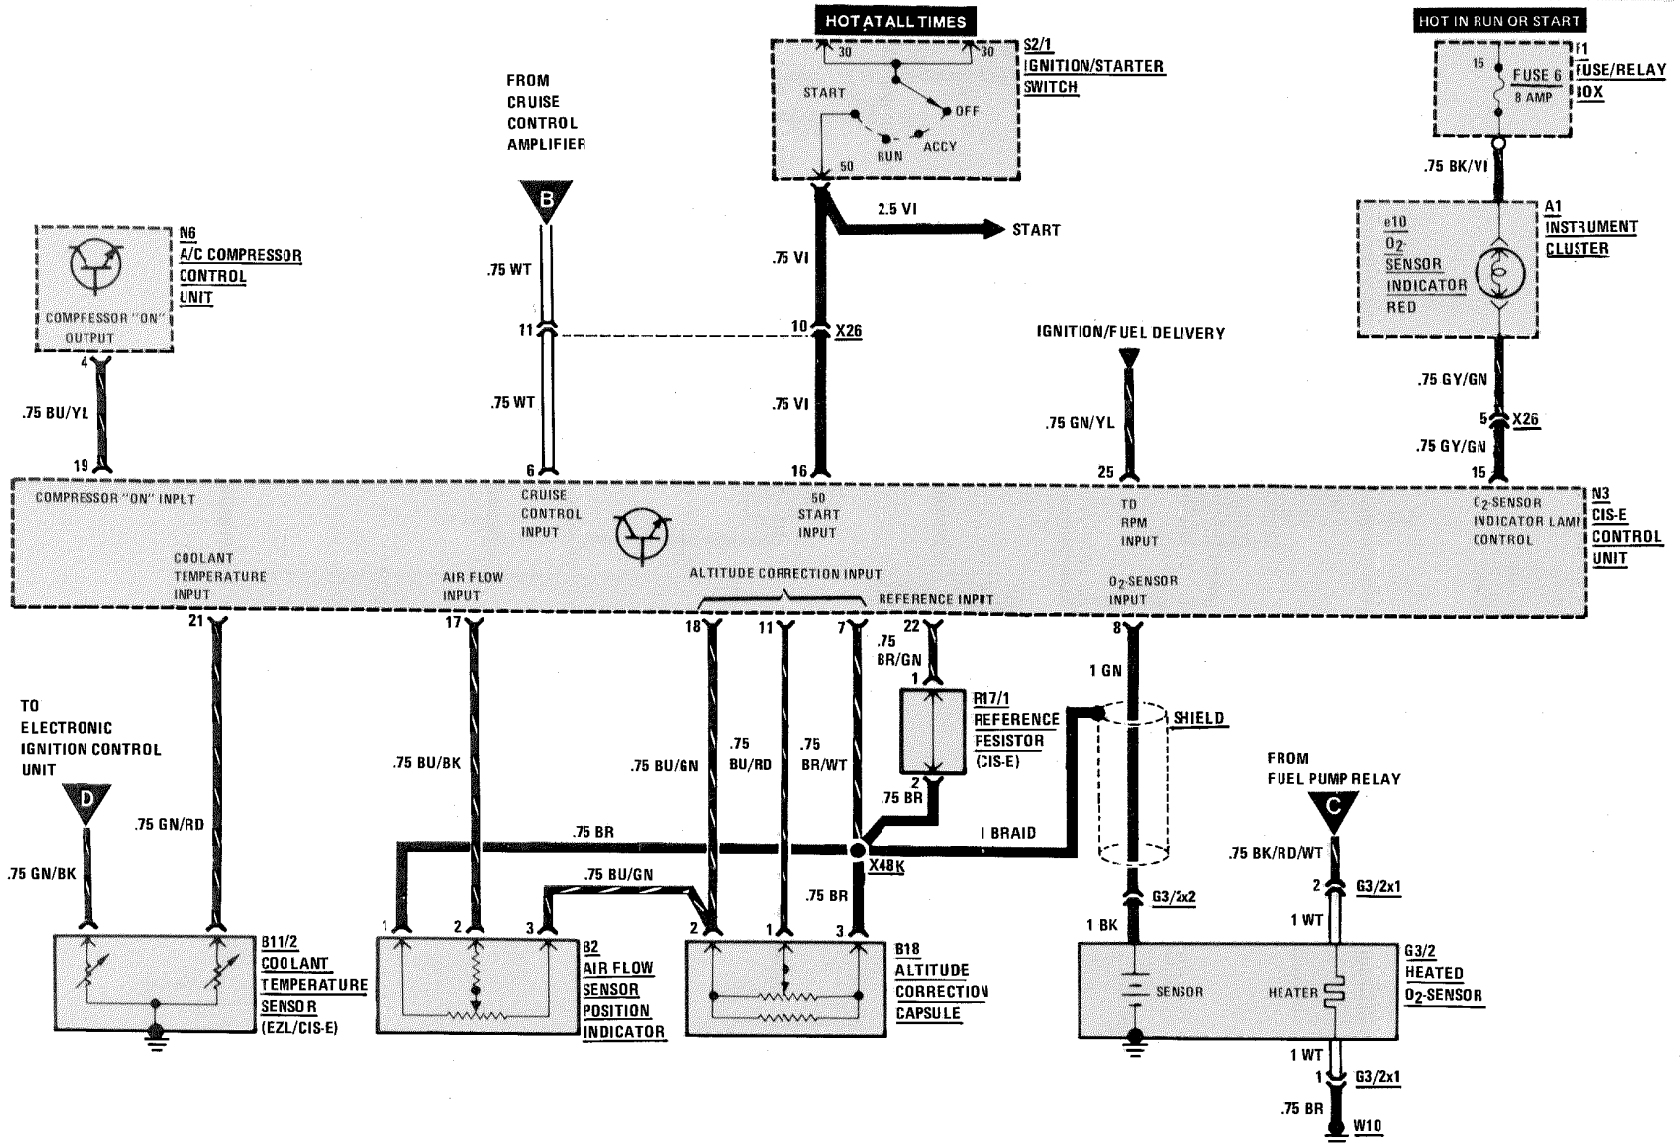 HOT AT ALL TIMES
HOT IN RUN OR START
30
30
S2/1
IGNITION/STARTER
SWITCH
START
OFF
ACCY
RUN
50
15
FUSE 6
8 AMP
F1
FUSE/RELAY
BOX
FROM
CRUISE
CONTROL
AMPLIFIER
B
.75 BK/VI
2.5 VI
START
e10
O2
SENSOR
INDICATOR
RED
A1
INSTRUMENT
CLUSTER
N6
A/C COMPRESSOR
CONTROL
UNIT
COMPRESSOR "ON"
OUTPUT
.75 WT
.75 VI
11
10
X26
IGNITION/FUEL DELIVERY
4
.75 BU/YL
.75 WT
.75 VI
.75 GN/YL
.75 GY/GN
5
X26
.75 GY/GN
19
6
16
25
15
COMPRESSOR "ON" INPUT
CRUISE
CONTROL
INPUT
50
START
INPUT
TD
RPM
INPUT
O2-SENSOR
INDICATOR LAMP
CONTROL
N3
CIS-E
CONTROL
UNIT
COOLANT
TEMPERATURE
INPUT
AIR FLOW
INPUT
ALTITUDE CORRECTION INPUT
REFERENCE INPUT
O2-SENSOR
INPUT
21
17
18
11
7
22
8
.75
BR/GN
1
1 GN
R17/1
REFERENCE
RESISTOR
(CIS-E)
2
.75 BR
SHIELD
TO
ELECTRONIC
IGNITION CONTROL
UNIT
D
.75 GN/BK
.75 GN/RD
.75 BU/BK
.75 BU/GN
.75
BU/RD
.75
BR/WT
FROM
FUEL PUMP RELAY
C
.75 BR
1 BRAID
X48K
.75 BU/GN
.75 BR
.75 BK/RD/WT
2
G3/2x1
G3/2x2
1 BK
1 WT
1
2
3
2
1
3
B11/2
COOLANT
TEMPERATURE
SENSOR
(EZL/CIS-E)
B2
AIR FLOW
SENSOR
POSITION
INDICATOR
B18
ALTITUDE
CORRECTION
CAPSULE
SENSOR
HEATER
G3/2
HEATED
O2-SENSOR
1 WT
1
G3/2x1
.75 BR
W10